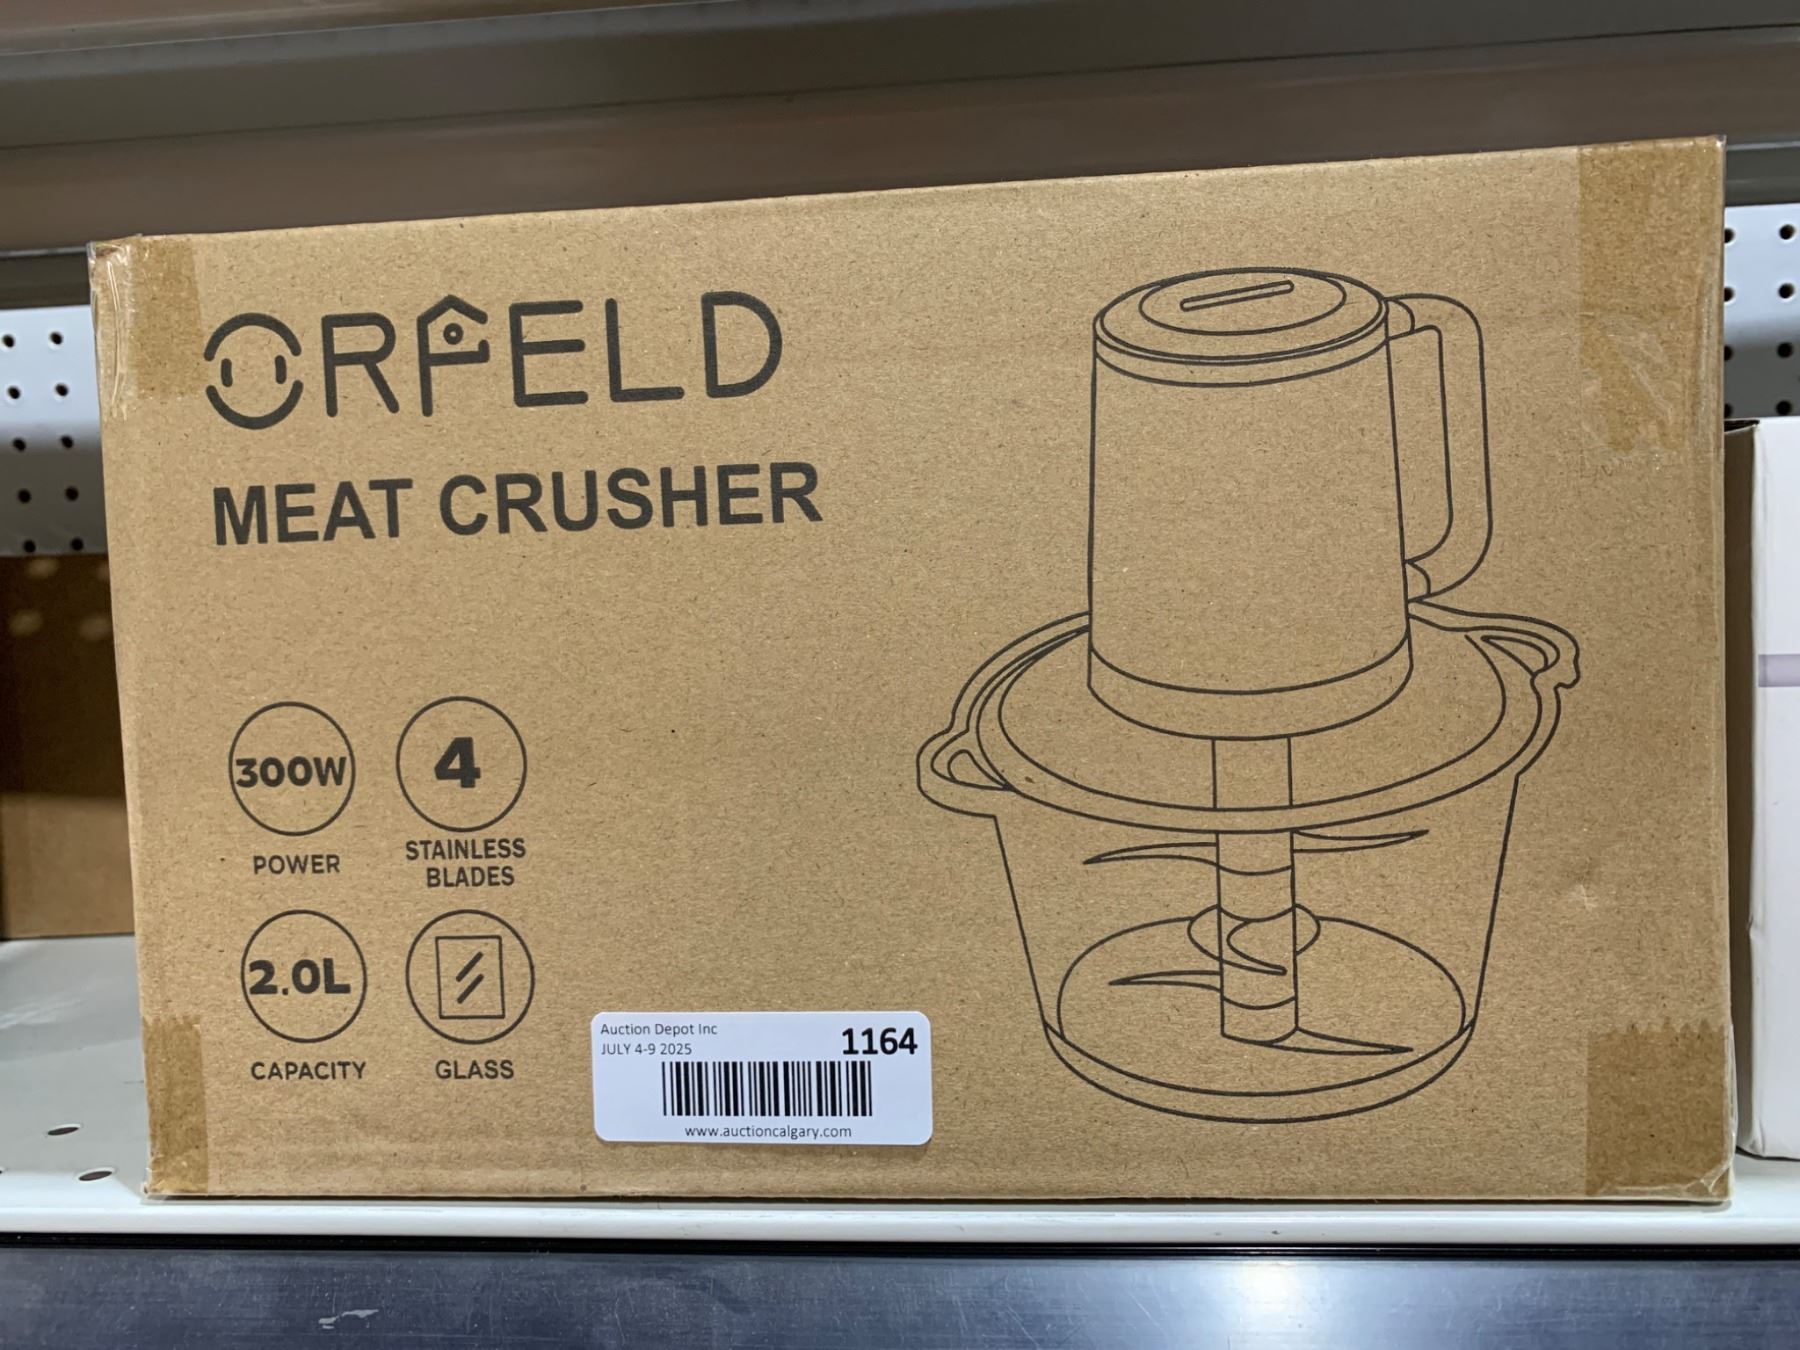 ORFELD
MEAT CRUSHER
300W
POWER
4
STAINLESS
BLADES
2.0L
CAPACITY
GLASS
Auction Depot Inc
JULY 4-9 2025
1164
www.auctioncalgary.com